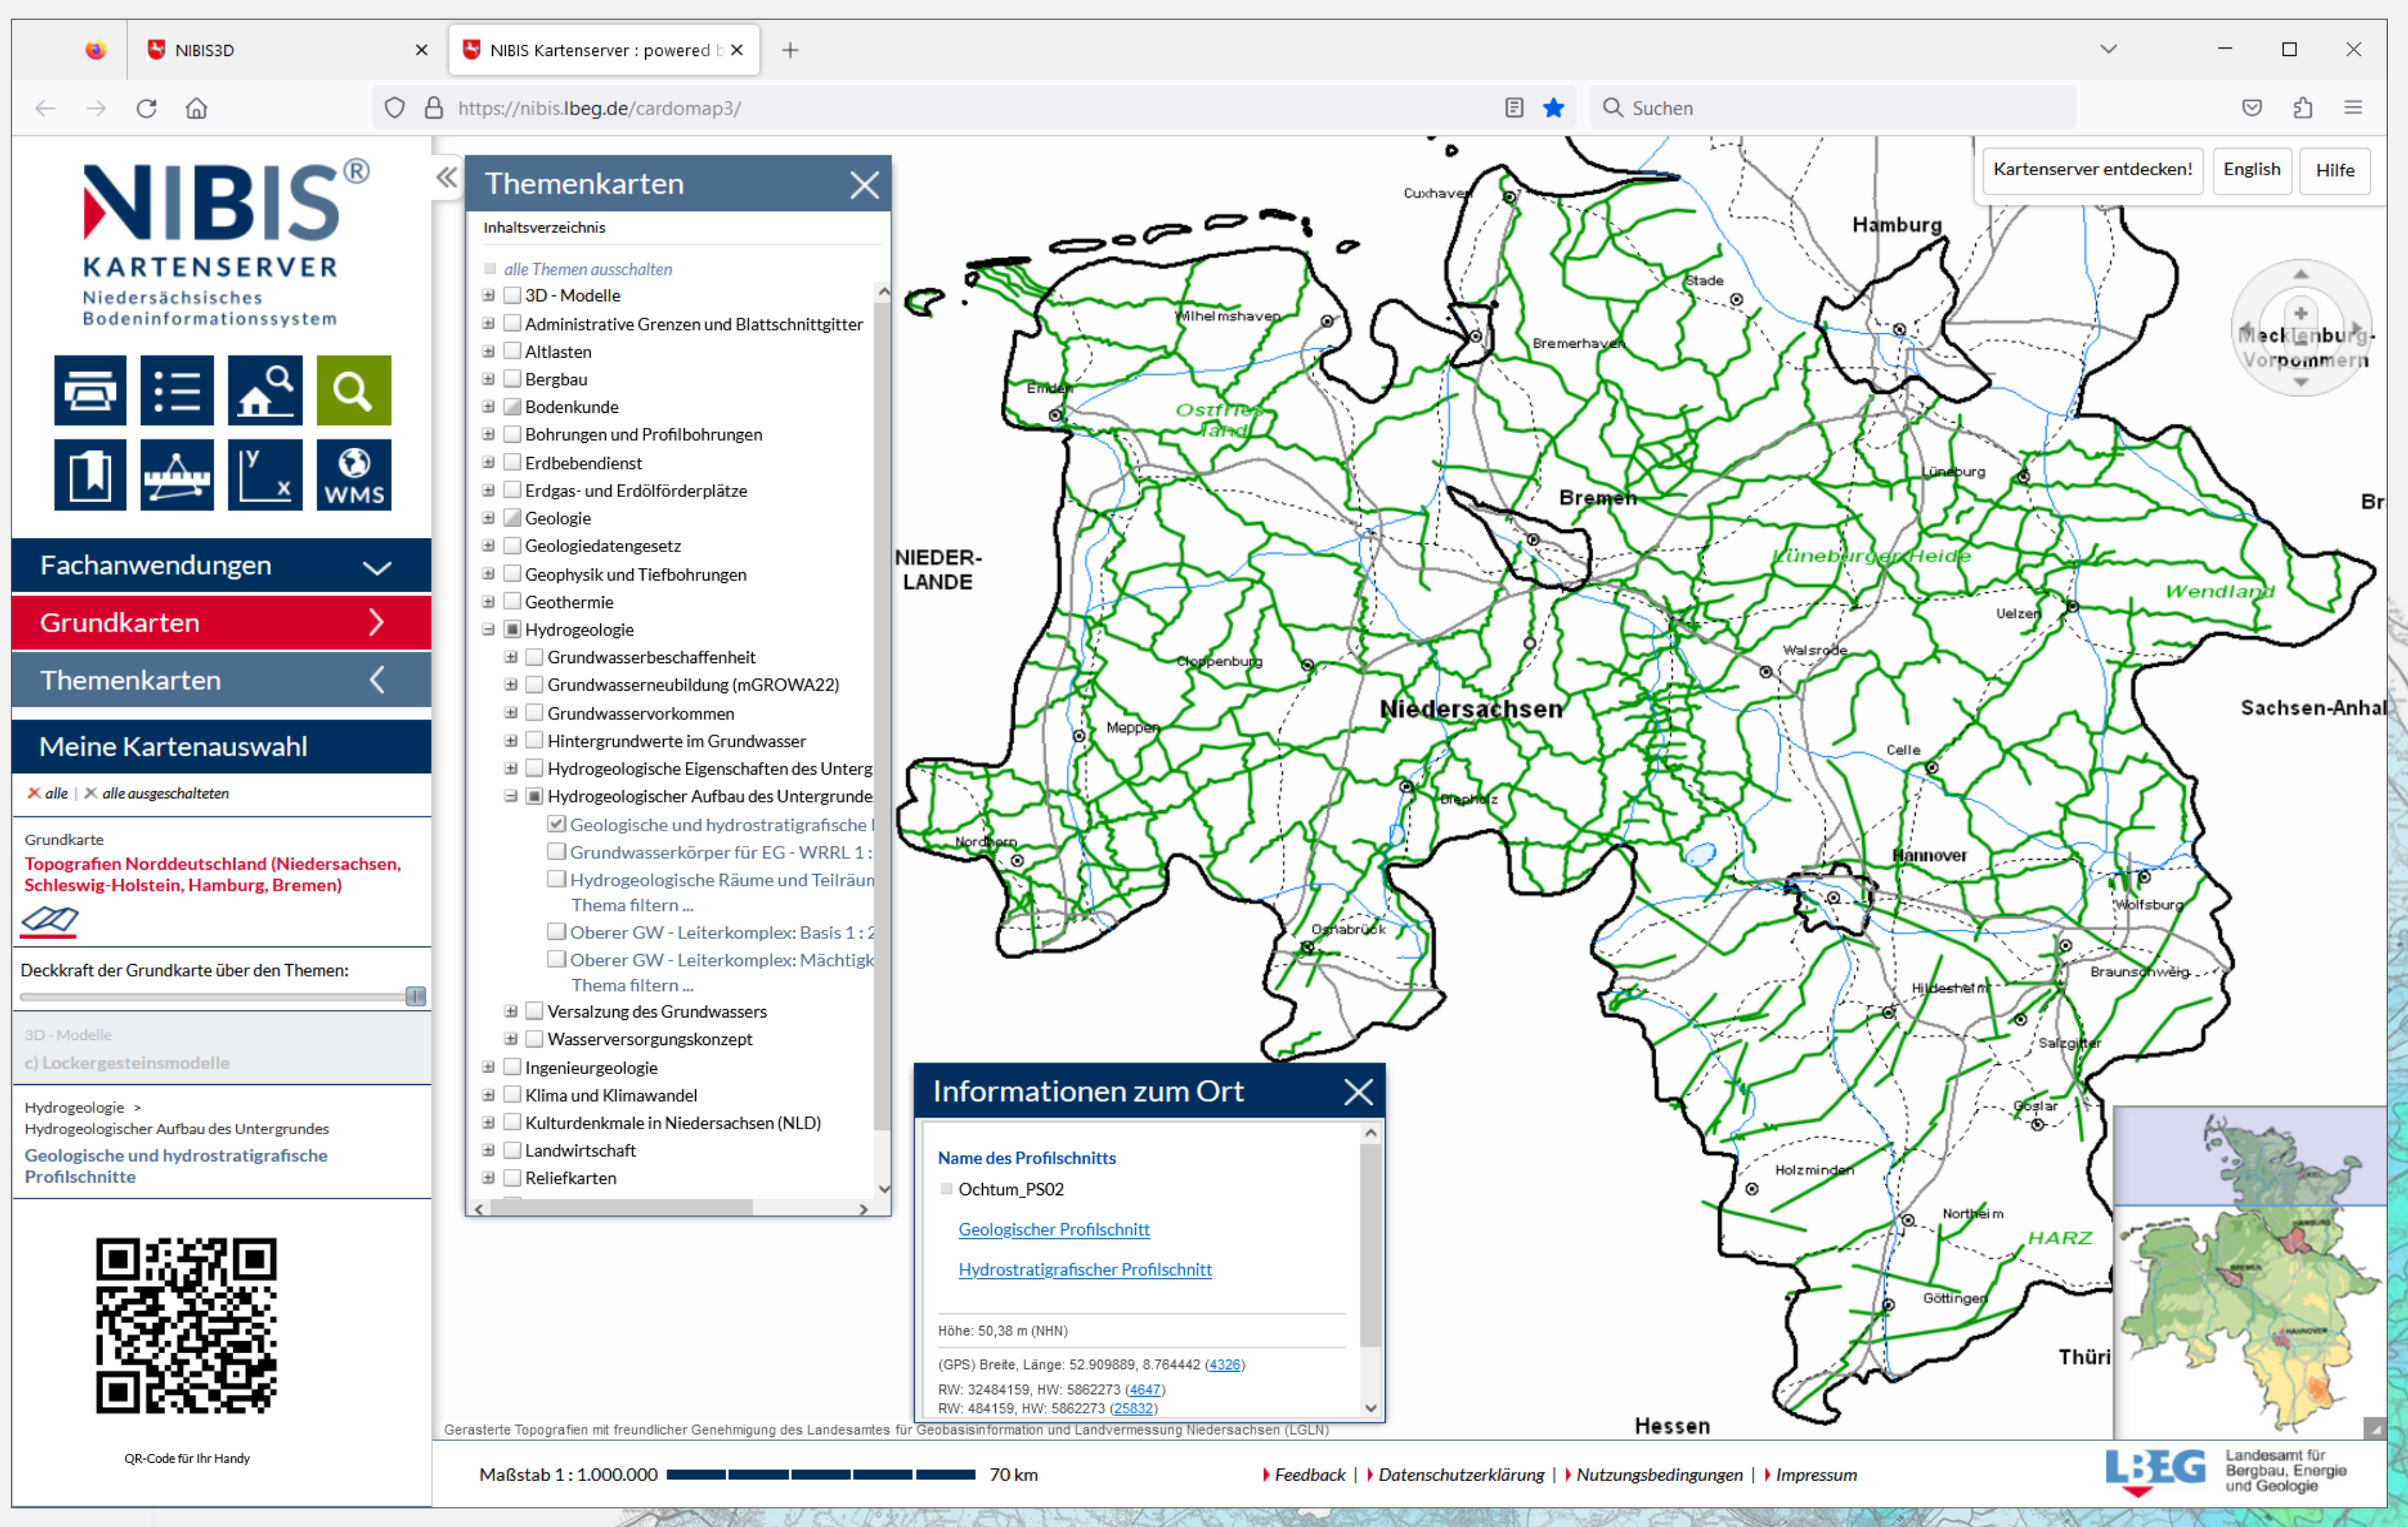 NIBIS3D
NIBIS Kartenserver : powered b
https://nibis.lbeg.de/cardomap3/
Suchen
NIBIS®
KARTENSERVER
Niedersächsisches
Bodeninformationssystem
y
x
WMS
Fachanwendungen
Grundkarten
Themenkarten
Meine Kartenauswahl
alle | alle ausgeschalteten
Grundkarte
Topografien Norddeutschland (Niedersachsen,
Schleswig-Holstein, Hamburg, Bremen)
Deckkraft der Grundkarte über den Themen:
3D - Modelle
c) Lockergesteinsmodelle
Hydrogeologie >
Hydrogeologischer Aufbau des Untergrundes
Geologische und hydrostratigrafische
Profilschnitte
QR-Code für Ihr Handy
Themenkarten
Inhaltsverzeichnis
alle Themen ausschalten
3D - Modelle
Administrative Grenzen und Blattschnittgitter
Altlasten
Bergbau
Bodenkunde
Bohrungen und Profilbohrungen
Erdbebendienst
Erdgas- und Erdölförderplätze
Geologie
Geologiedatengesetz
Geophysik und Tiefbohrungen
Geothermie
Hydrogeologie
Grundwasserbeschaffenheit
Grundwasserneubildung (mGROWA22)
Grundwasservorkommen
Hintergrundwerte im Grundwasser
Hydrogeologische Eigenschaften des Unterg
Hydrogeologischer Aufbau des Untergrunde
Geologische und hydrostratigrafische
Grundwasserkörper für EG - WRRL 1 :
Hydrogeologische Räume und Teilräun
Thema filtern ...
Oberer GW - Leiterkomplex: Basis 1 : 2
Oberer GW - Leiterkomplex: Mächtigk
Thema filtern ...
Versalzung des Grundwassers
Wasserversorgungskonzept
Ingenieurgeologie
Klima und Klimawandel
Kulturdenkmale in Niedersachsen (NLD)
Landwirtschaft
Reliefkarten
Kartenserver entdecken!
English
Hilfe
Cuxhaven
Hamburg
Stade
Wilhelmshaven
Bremerhaven
Mecklenburg-
Vorpommern
Emden
Ostfries
land
Lüneburg
Bremen
Br
NIEDER-
LANDE
Lüneburger Heide
Wendland
Uelzen
Cloppenburg
Walsrode
Niedersachsen
Sachsen-Anhal
Meppen
Celle
Diepholz
Nordhorn
Hannover
Wolfsburg
Osnabrück
Braunschweig
Hildesheim
Salzgitter
Goslar
Holzminden
Northeim
HARZ
Göttingen
Thüri
Hessen
KIEL
HAMBURG
BREMEN
HANNOVER
Informationen zum Ort
Name des Profilschnitts
Ochtum_PS02
Geologischer Profilschnitt
Hydrostratigrafischer Profilschnitt
Höhe: 50,38 m (NHN)
(GPS) Breite, Länge: 52.909889, 8.764442 (4326)
RW: 32484159, HW: 5862273 (4647)
RW: 484159, HW: 5862273 (25832)
Gerasterte Topografien mit freundlicher Genehmigung des Landesamtes für Geobasisinformation und Landvermessung Niedersachsen (LGLN)
Maßstab 1 : 1.000.000 70 km
Feedback | Datenschutzerklärung | Nutzungsbedingungen | Impressum
LBEG
Landesamt für
Bergbau, Energie
und Geologie